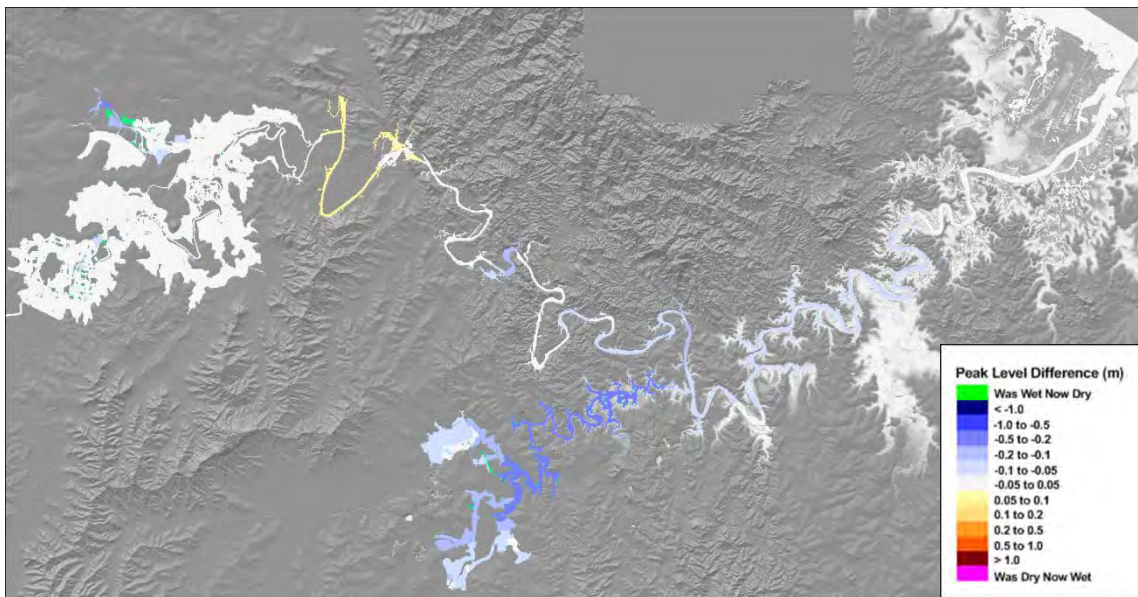 Peak Level Difference (m)
Was Wet Now Dry
< -1.0
-1.0 to -0.5
-0.5 to -0.2
-0.2 to -0.1
-0.1 to -0.05
-0.05 to 0.05
0.05 to 0.1
0.1 to 0.2
0.2 to 0.5
0.5 to 1.0
> 1.0
Was Dry Now Wet